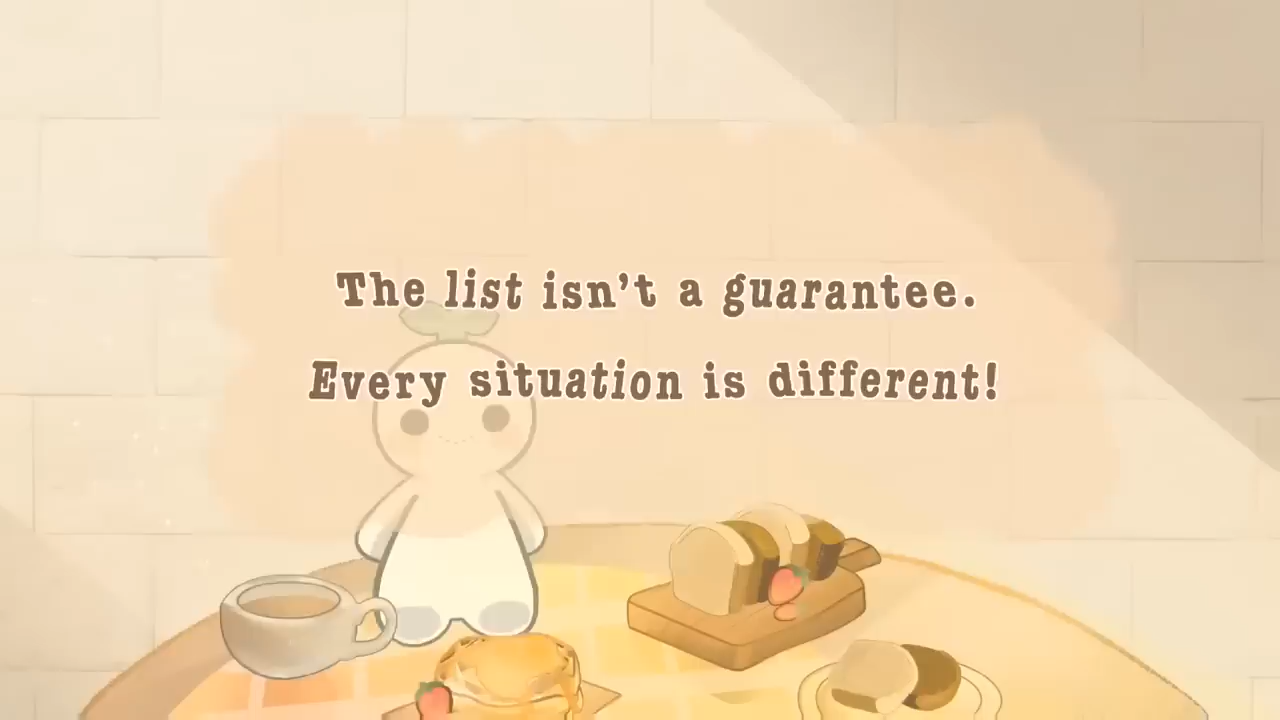 The list isn’t a guarantee.
Every situation is different!